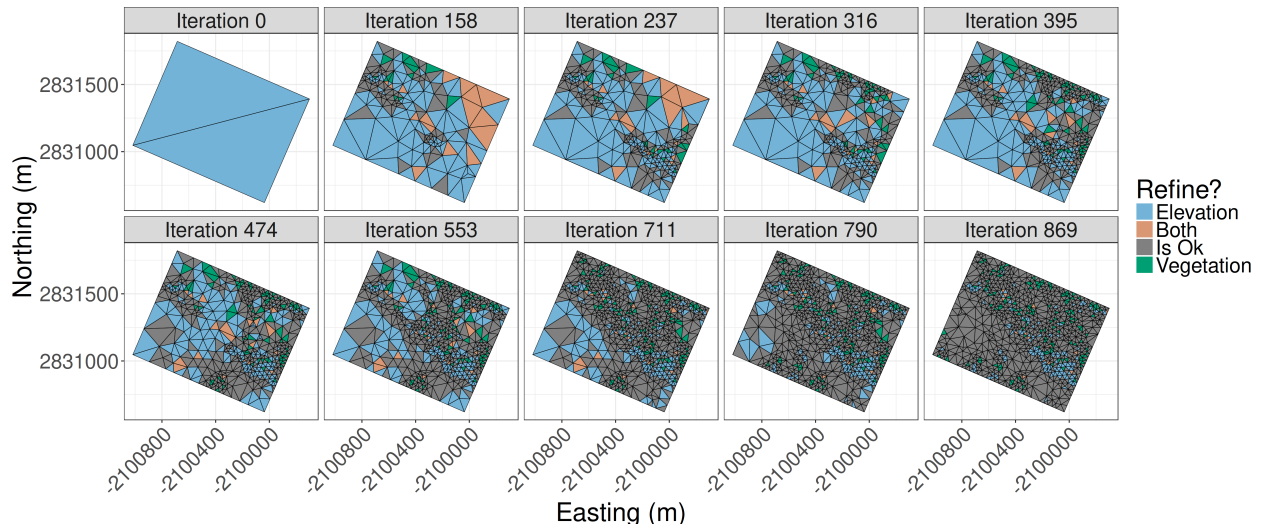 Iteration 0 Iteration 158 Iteration 237 Iteration 316 Iteration 395
2831500
2831000
Iteration 474 Iteration 553 Iteration 711 Iteration 790 Iteration 869
2831500
2831000
Northing (m)
-2100800 -2100400 -2100000 -2100800 -2100400 -2100000 -2100800 -2100400 -2100000 -2100800 -2100400 -2100000 -2100800 -2100400 -2100000
Easting (m)
Refine?
Elevation
Both
Is Ok
Vegetation